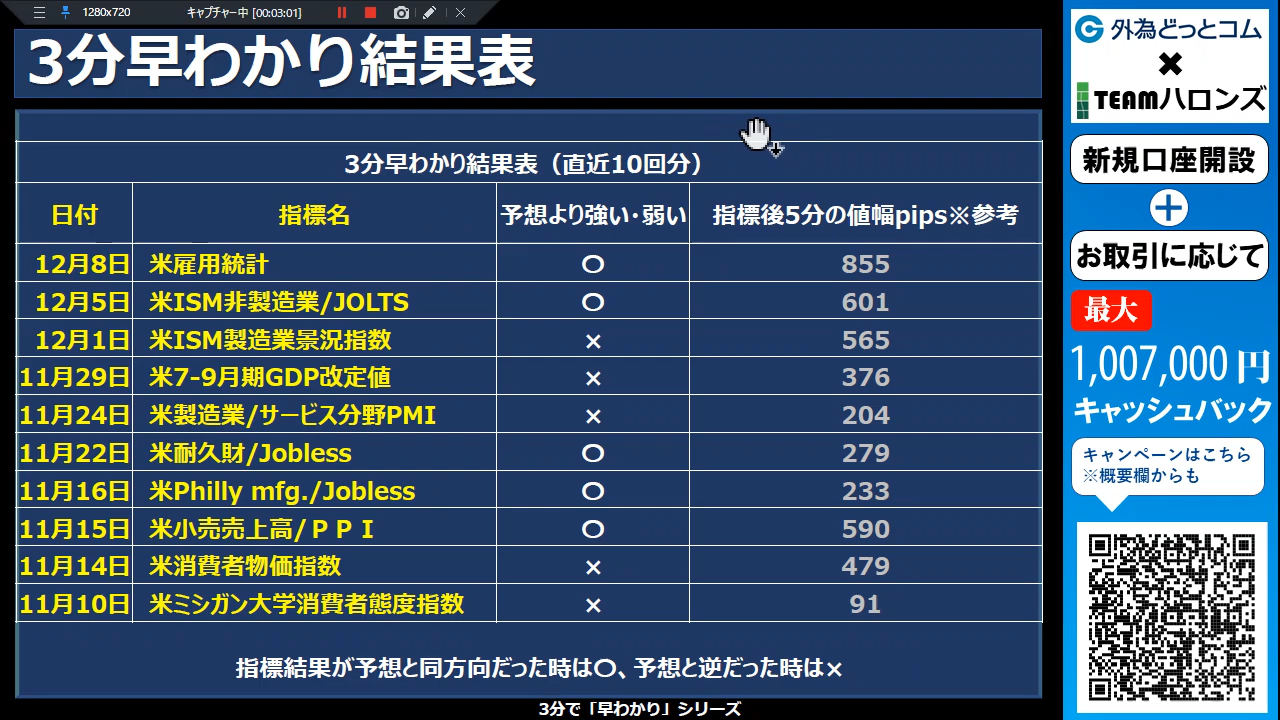 1280x720
キャプチャー中 [00:03:01]
3分早わかり結果表
3分早わかり結果表（直近10回分）
日付 指標名 予想より強い・弱い 指標後5分の値幅pips※参考
12月8日 米雇用統計 〇 855
12月5日 米ISM非製造業/JOLTS 〇 601
12月1日 米ISM製造業景況指数 × 565
11月29日 米7-9月期GDP改定値 × 376
11月24日 米製造業/サービス分野PMI × 204
11月22日 米耐久財/Jobless 〇 279
11月16日 米Philly mfg./Jobless 〇 233
11月15日 米小売売上高/ＰＰＩ 〇 590
11月14日 米消費者物価指数 × 479
11月10日 米ミシガン大学消費者態度指数 × 91
指標結果が予想と同方向だった時は〇、予想と逆だった時は×
3分で「早わかり」シリーズ
外為どっとコム
×
TEAMハロンズ
新規口座開設
+
お取引に応じて
最大
1,007,000円
キャッシュバック
キャンペーンはこちら
※概要欄からも